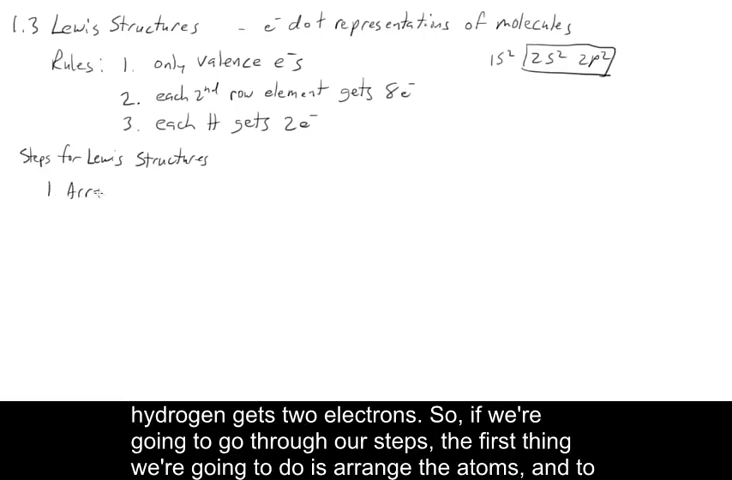 1.3 Lewis Structures - e⁻ dot representations of molecules
Rules: 1. only valence e⁻s 1s² 2s² 2p²
2. each 2nd row element gets 8e⁻
3. each H gets 2e⁻
Steps for Lewis Structures
1 Arr
hydrogen gets two electrons. So, if we're
going to go through our steps, the first thing
we're going to do is arrange the atoms, and to